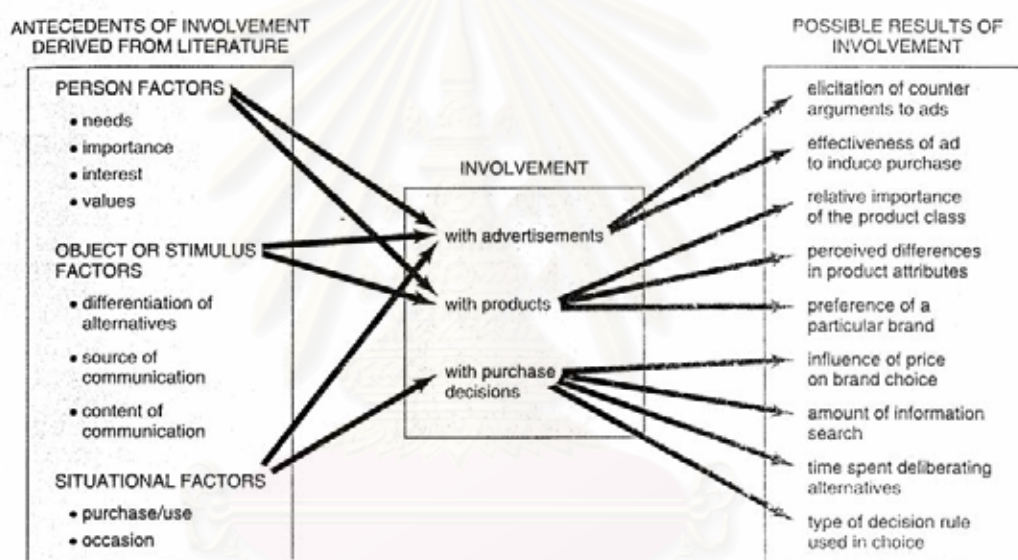 ANTECEDENTS OF INVOLVEMENT
DERIVED FROM LITERATURE
PERSON FACTORS
• needs
• importance
• interest
• values
OBJECT OR STIMULUS
FACTORS
• differentiation of
alternatives
• source of
communication
• content of
communication
SITUATIONAL FACTORS
• purchase/use
• occasion
INVOLVEMENT
with advertisements
with products
with purchase
decisions
POSSIBLE RESULTS OF
INVOLVEMENT
elicitation of counter
arguments to ads
effectiveness of ad
to induce purchase
relative importance
of the product class
perceived differences
in product attributes
preference of a
particular brand
influence of price
on brand choice
amount of information
search
time spent deliberating
alternatives
type of decision rule
used in choice